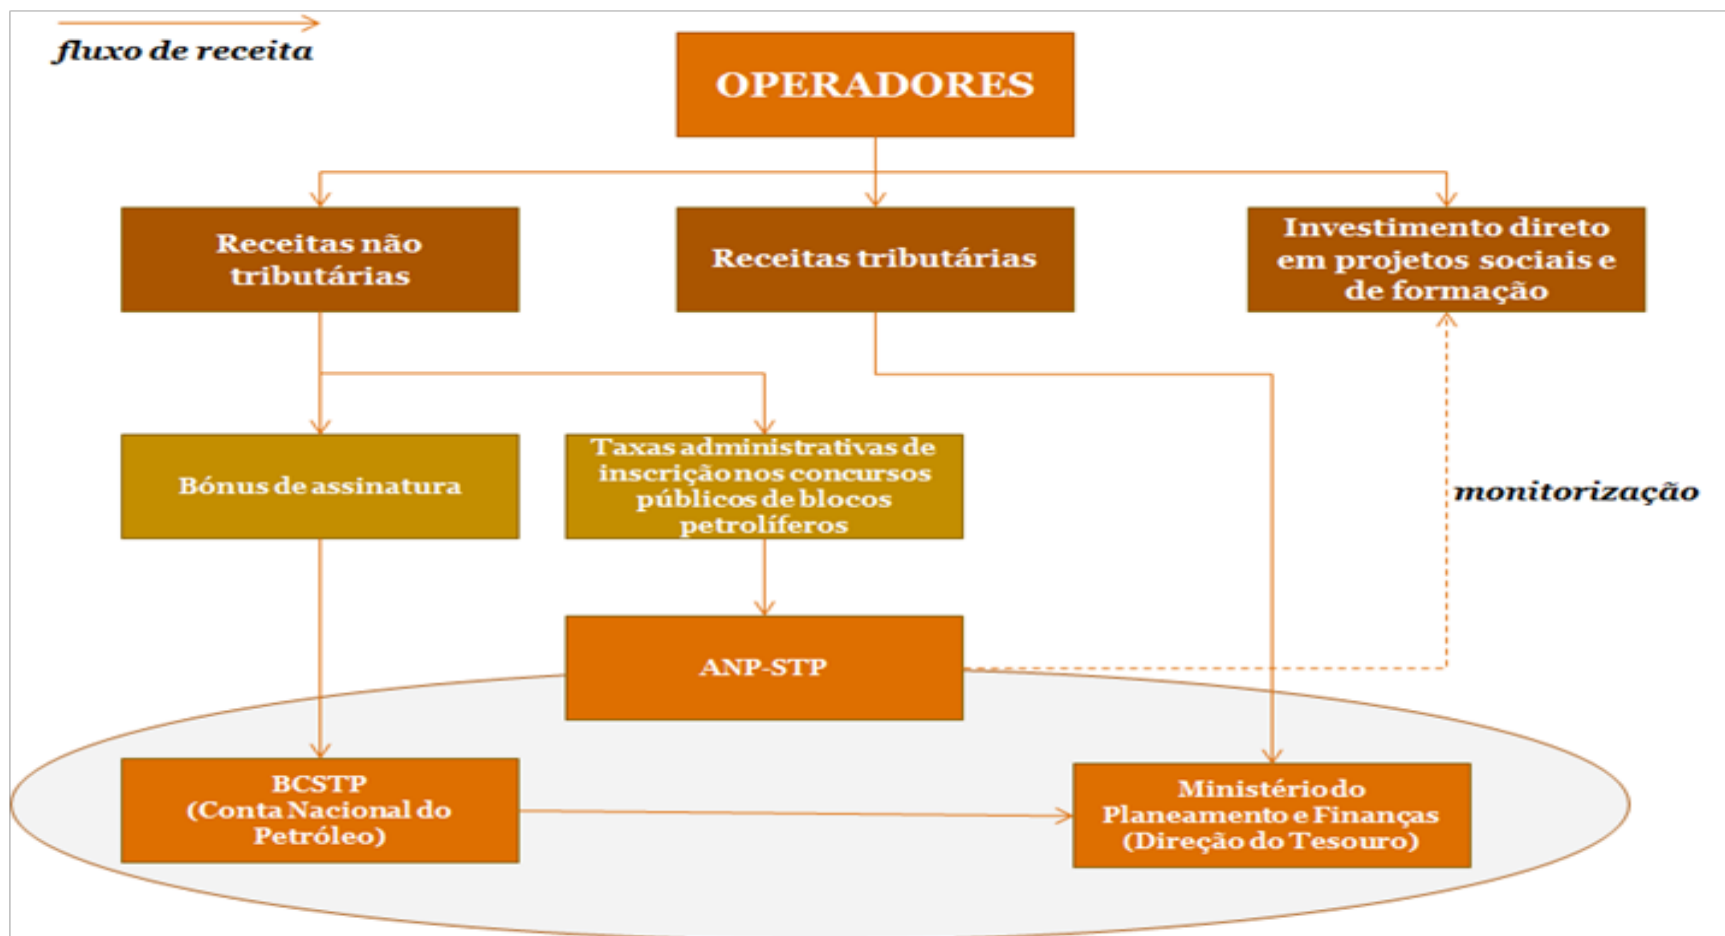 fluxo de receita
OPERADORES
Receitas não
tributárias
Receitas tributárias
Investimento direto
em projetos sociais e
de formação
Bónus de assinatura
Taxas administrativas de
inscrição nos concursos
públicos de blocos
petrolíferos
monitorização
ANP-STP
BCSTP
(Conta Nacional do
Petróleo)
Ministério do
Planeamento e Finanças
(Direção do Tesouro)